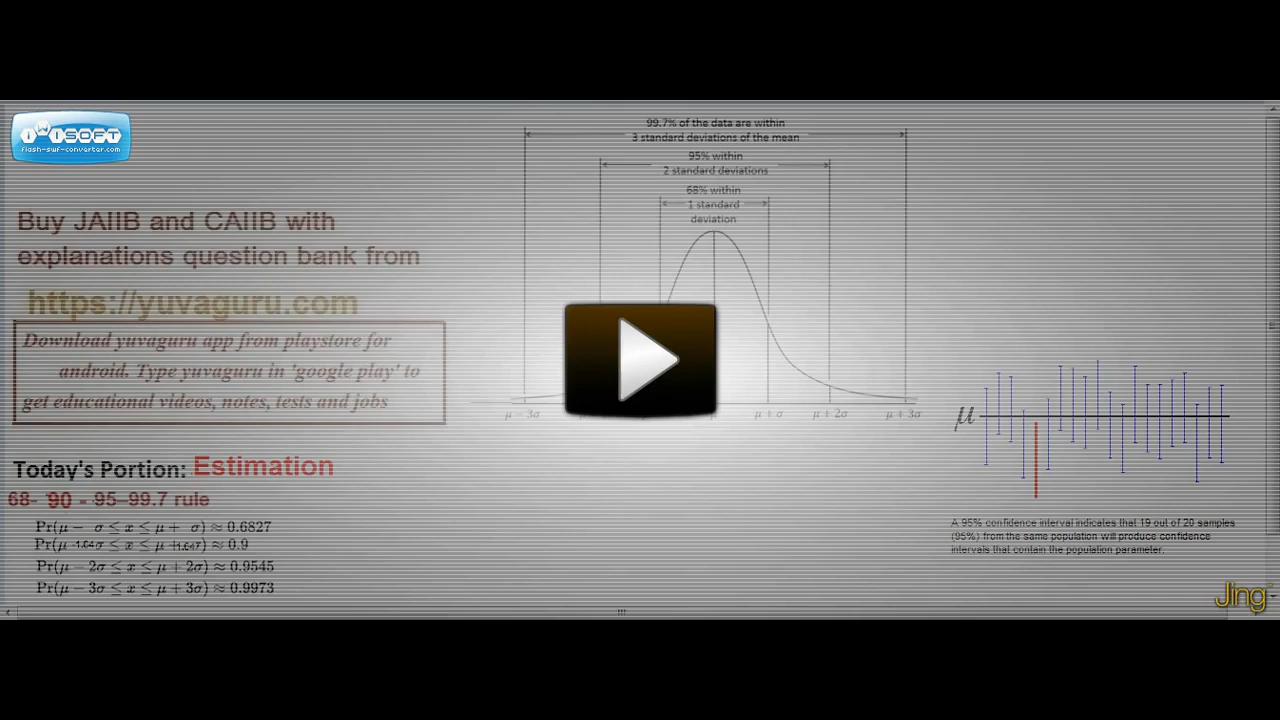 iWiSOFT
flash-swf-converter.com
99.7% of the data are within
3 standard deviations of the mean
95% within
2 standard deviations
68% within
1 standard
deviation
Buy JAIIB and CAIIB with
explanations question bank from
https://yuvaguru.com
Download yuvaguru app from playstore for
android. Type yuvaguru in 'google play' to
get educational videos, notes, tests and jobs
μ − 3σ
μ
μ + σ
μ + 2σ
μ + 3σ
μ
Today's Portion: Estimation
68- 90 - 95–99.7 rule
Pr(μ − σ ≤ x ≤ μ + σ) ≈ 0.6827
Pr(μ -1.64σ ≤ x ≤ μ +1.64σ) ≈ 0.9
Pr(μ − 2σ ≤ x ≤ μ + 2σ) ≈ 0.9545
Pr(μ − 3σ ≤ x ≤ μ + 3σ) ≈ 0.9973
A 95% confidence interval indicates that 19 out of 20 samples
(95%) from the same population will produce confidence
intervals that contain the population parameter.
Jing